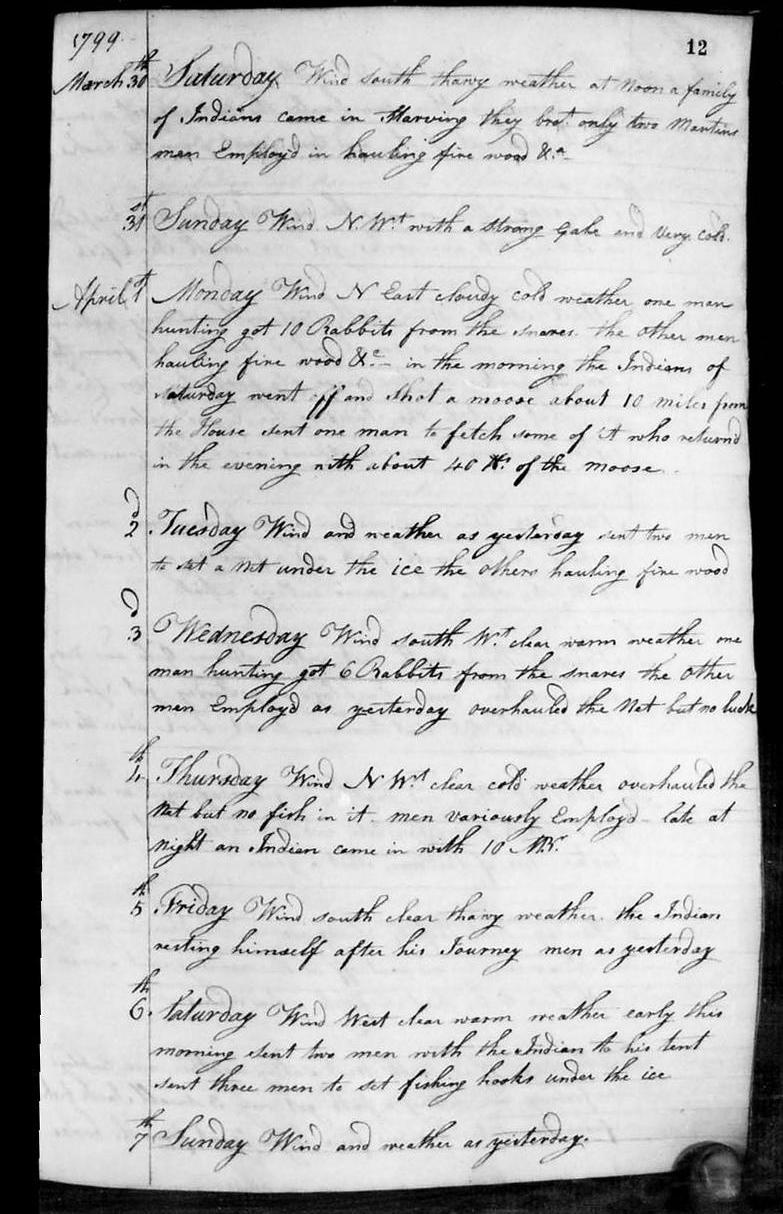 1799
12
March 30th Saturday Wind south thawy weather at Noon a family
of Indians came in Starving they brot. only two Martins
men Employd in hauling fire wood &.a
31st Sunday Wind N. Wt with a strong Gale and Very cold.
April 1st Monday Wind N East cloudy cold weather one man
hunting got 10 Rabbits from the snares. the other men
hauling fire wood &c– in the morning the Indians of
Saturday went off and shot a moose about 10 miles from
the House sent one man to fetch some of it who returnd
in the evening with about 40 lbs. of the moose.
2d Tuesday Wind and weather as yesterday sent two men
to set a Net under the ice the others hauling fire wood
3d Wednesday Wind south Wt. clear warm weather one
man hunting got 6 Rabbits from the snares the other
men Employd as yesterday overhauled the Net but no luck
4th Thursday Wind N Wt clear cold weather overhauled the
Net but no fish in it. men variously Employd – late at
night an Indian came in with 10 MBr.
5th Friday Wind south clear thawy weather. the Indian
resting himself after his Journey men as yesterday
6th. Saturday Wind West clear warm weather early this
morning sent two men with the Indian to his tent
sent three men to set fishing hooks under the ice
7th Sunday Wind and weather as yesterday.